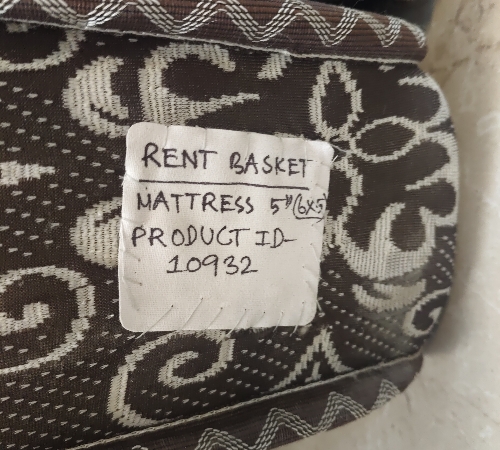 RENT BASKET
MATTRESS 5" (6X5)
PRODUCT ID-
10932